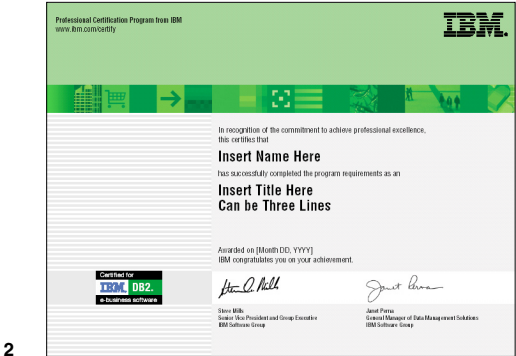 Professional Certification Program from IBM
www.ibm.com/certify
IBM.
In recognition of the commitment to achieve professional excellence,
this certifies that
Insert Name Here
has successfully completed the program requirements as an
Insert Title Here
Can be Three Lines
Awarded on [Month DD, YYYY]
IBM congratulates you on your achievement.
Certified for
IBM. DB2.
e-business software
Steve Mills
Senior Vice President and Group Executive
IBM Software Group
Janet Perna
General Manager of Data Management Solutions
IBM Software Group
2